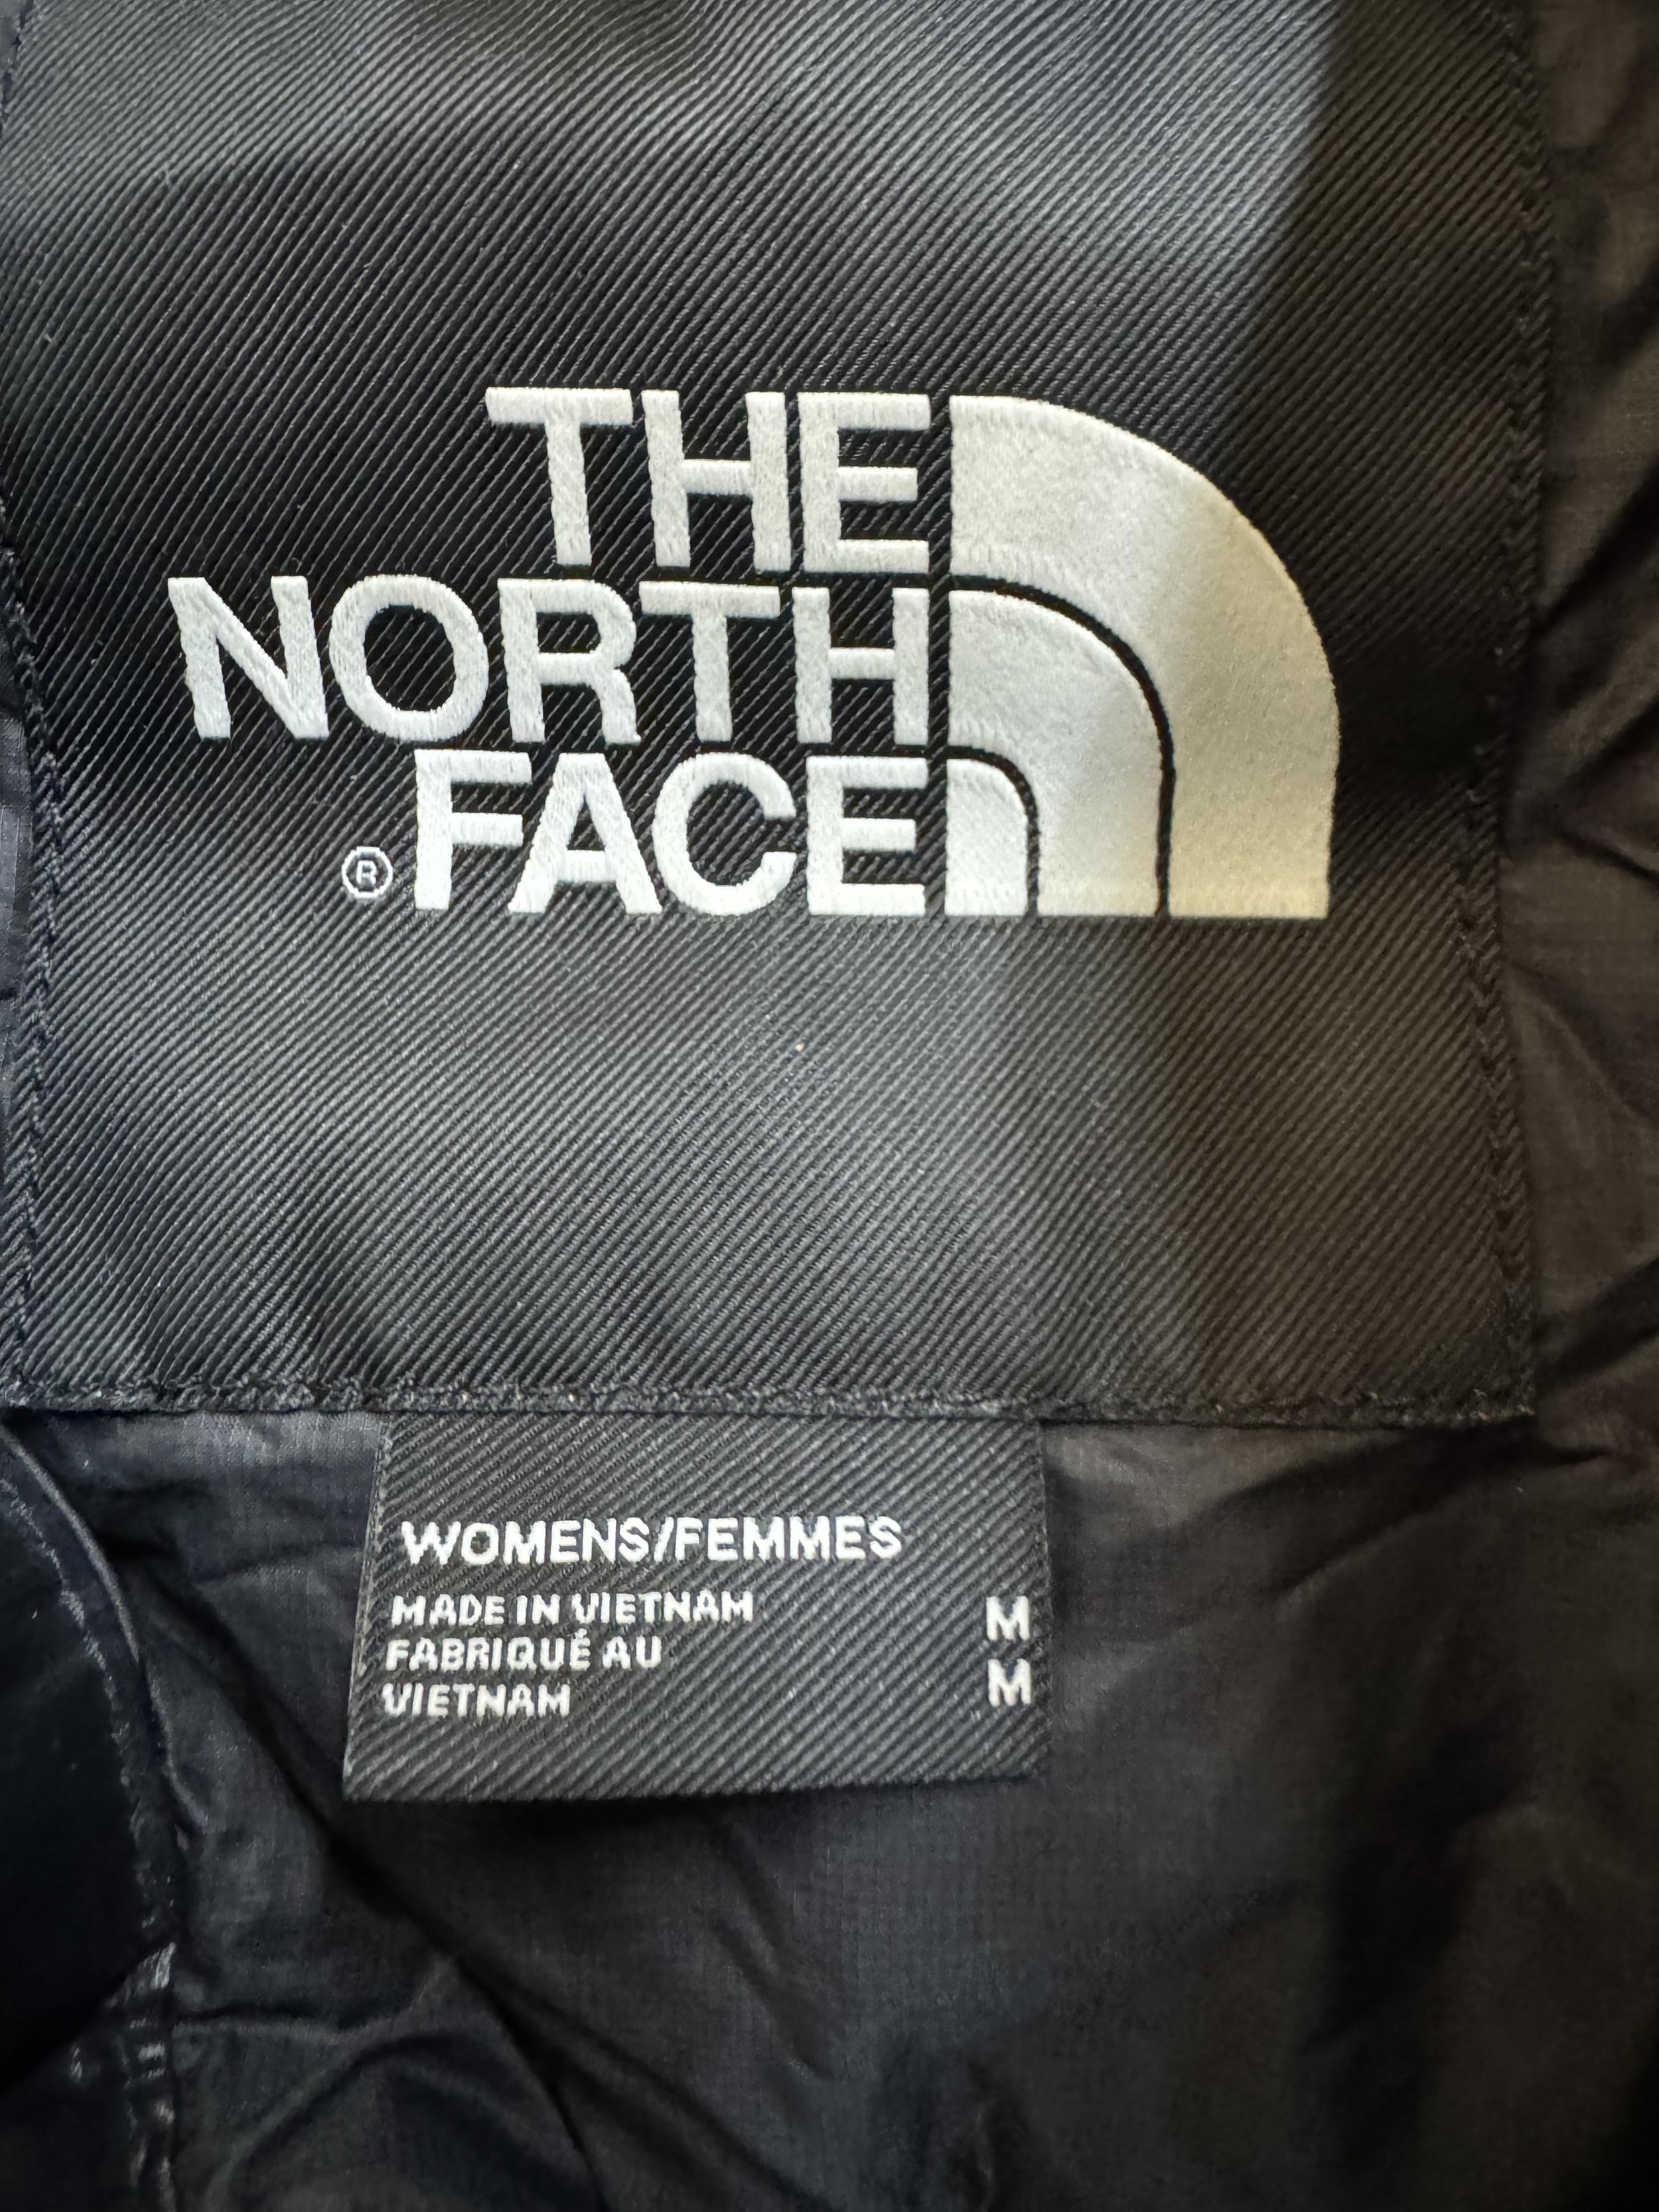 THE
NORTH
FACE
®
WOMENS/FEMMES
MADE IN VIETNAM M
FABRIQUÉ AU
VIETNAM M